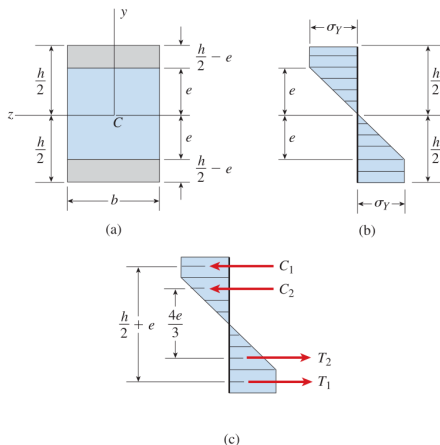 y
h/2
h/2 − e
e
z
C
e
h/2
h/2 − e
b
(a)
σY
h/2
e
e
h/2
σY
(b)
C1
C2
h/2 + e
4e/3
T2
T1
(c)